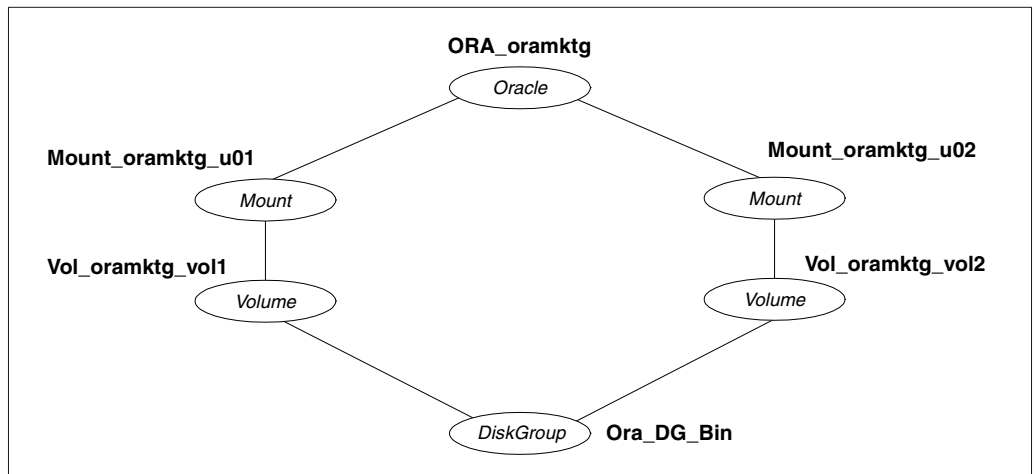 ORA_oramktg
Oracle
Mount_oramktg_u01
Mount_oramktg_u02
Mount
Mount
Vol_oramktg_vol1
Vol_oramktg_vol2
Volume
Volume
DiskGroup
Ora_DG_Bin